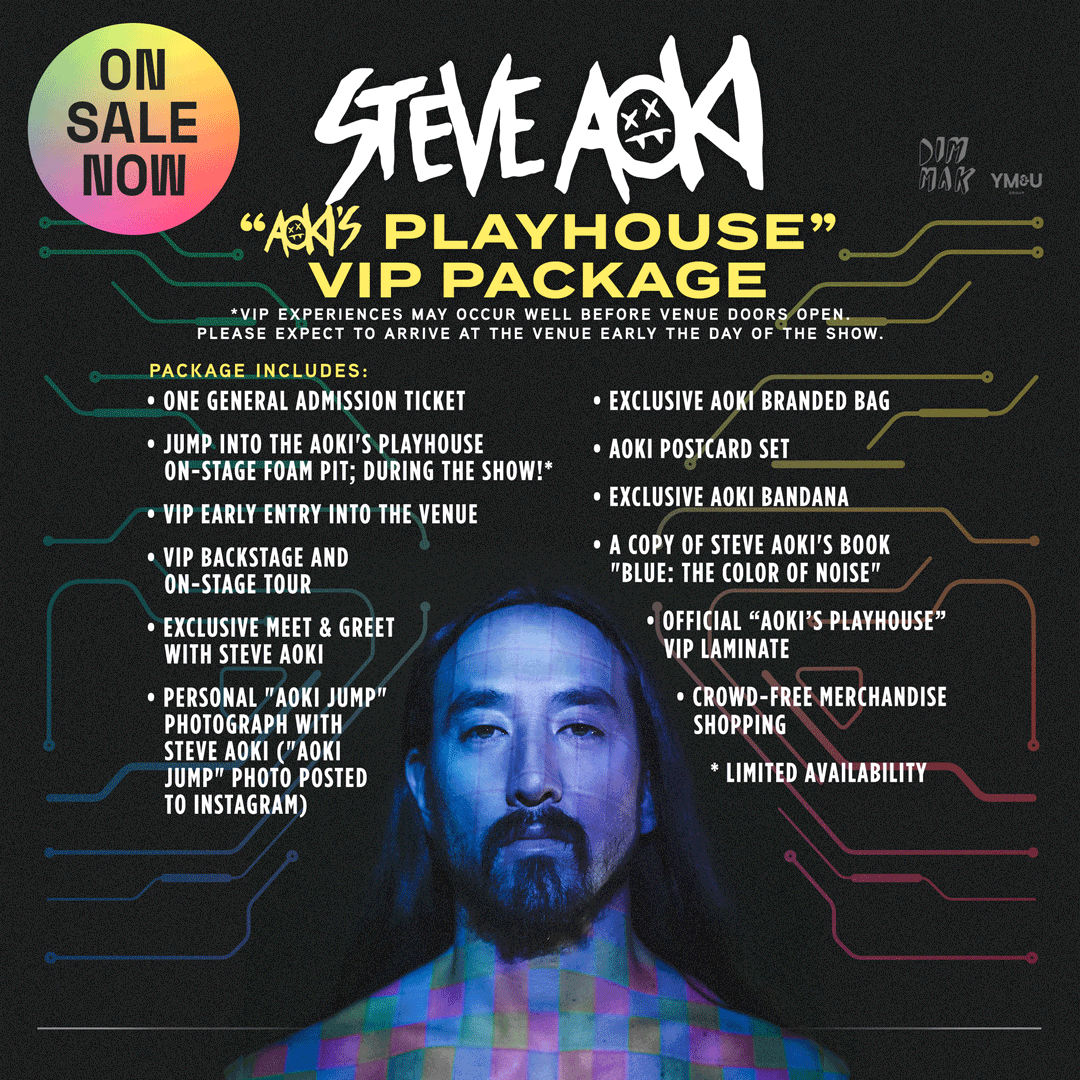 ON
SALE
NOW
STEVE AOKI
DIM
MAK
YM&U
GROUP
“AOKI'S PLAYHOUSE”
VIP PACKAGE
*VIP EXPERIENCES MAY OCCUR WELL BEFORE VENUE DOORS OPEN.
PLEASE EXPECT TO ARRIVE AT THE VENUE EARLY THE DAY OF THE SHOW.
PACKAGE INCLUDES:
• ONE GENERAL ADMISSION TICKET
• JUMP INTO THE AOKI'S PLAYHOUSE
ON-STAGE FOAM PIT; DURING THE SHOW!*
• VIP EARLY ENTRY INTO THE VENUE
• VIP BACKSTAGE AND
ON-STAGE TOUR
• EXCLUSIVE MEET & GREET
WITH STEVE AOKI
• PERSONAL "AOKI JUMP"
PHOTOGRAPH WITH
STEVE AOKI ("AOKI
JUMP" PHOTO POSTED
TO INSTAGRAM)
• EXCLUSIVE AOKI BRANDED BAG
• AOKI POSTCARD SET
• EXCLUSIVE AOKI BANDANA
• A COPY OF STEVE AOKI'S BOOK
"BLUE: THE COLOR OF NOISE"
• OFFICIAL “AOKI’S PLAYHOUSE”
VIP LAMINATE
• CROWD-FREE MERCHANDISE
SHOPPING
* LIMITED AVAILABILITY